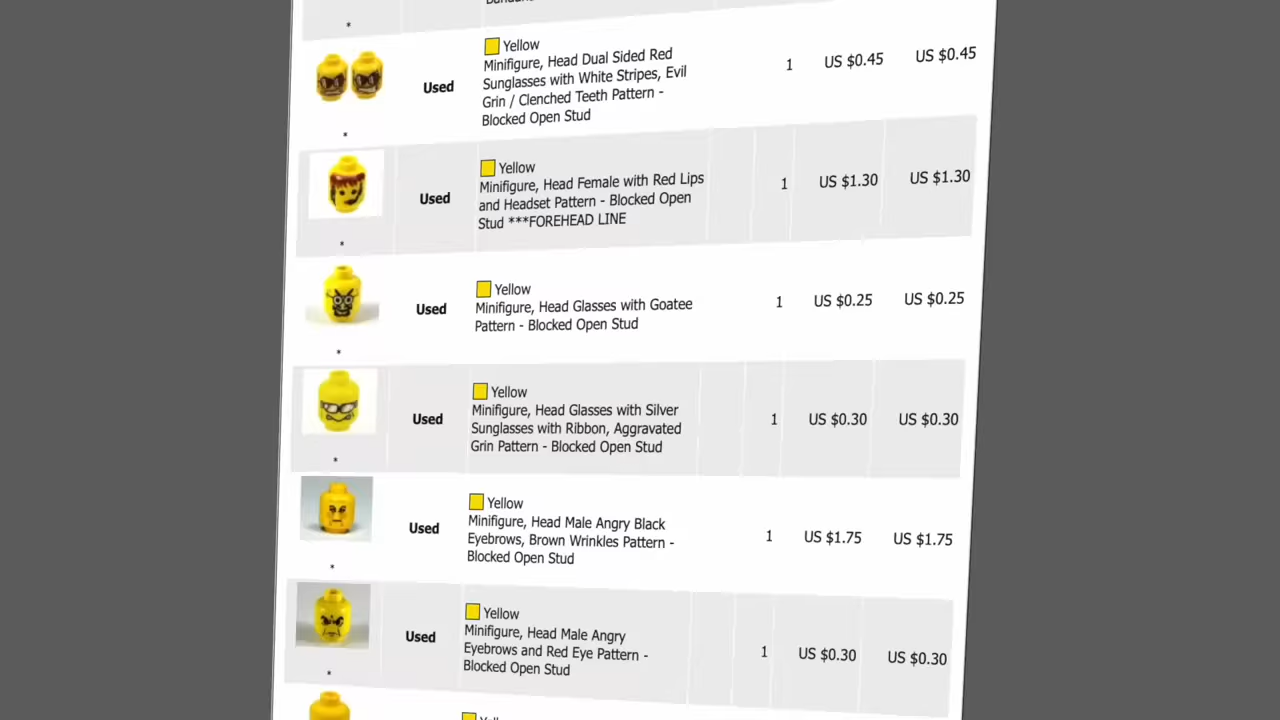 *
Yellow
Minifigure, Head Dual Sided Red
Sunglasses with White Stripes, Evil
Grin / Clenched Teeth Pattern -
Blocked Open Stud
Used
1
US $0.45
US $0.45
*
Yellow
Minifigure, Head Female with Red Lips
and Headset Pattern - Blocked Open
Stud ***FOREHEAD LINE
Used
1
US $1.30
US $1.30
*
Yellow
Minifigure, Head Glasses with Goatee
Pattern - Blocked Open Stud
Used
1
US $0.25
US $0.25
*
Yellow
Minifigure, Head Glasses with Silver
Sunglasses with Ribbon, Aggravated
Grin Pattern - Blocked Open Stud
Used
1
US $0.30
US $0.30
*
Yellow
Minifigure, Head Male Angry Black
Eyebrows, Brown Wrinkles Pattern -
Blocked Open Stud
Used
1
US $1.75
US $1.75
*
Yellow
Minifigure, Head Male Angry
Eyebrows and Red Eye Pattern -
Blocked Open Stud
Used
1
US $0.30
US $0.30
*